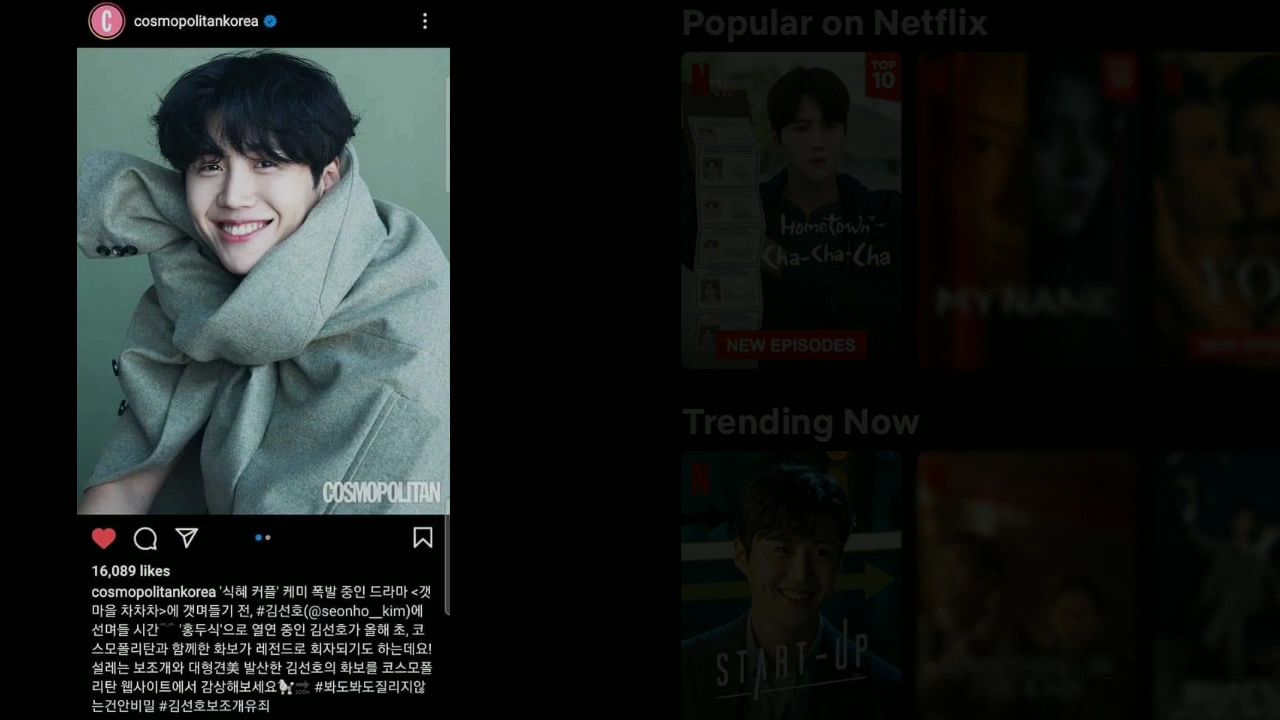 cosmopolitankorea
COSMOPOLITAN
16,089 likes
cosmopolitankorea '식혜 커플' 케미 폭발 중인 드라마 <갯
마을 차차차>에 갯며들기 전, #김선호(@seonho__kim)에
선며들 시간 '홍두식'으로 열연 중인 김선호가 올해 초, 코
스모폴리탄과 함께한 화보가 레전드로 회자되기도 하는데요!
설레는 보조개와 대형견美 발산한 김선호의 화보를 코스모폴
리탄 웹사이트에서 감상해보세요 #봐도봐도질리지않
는건안비밀 #김선호보조개유죄
Popular on Netflix
N
TOP
10
Hometown
Cha-Cha-Cha
NEW EPISODES
MY NAME
YO
Trending Now
N
START-UP